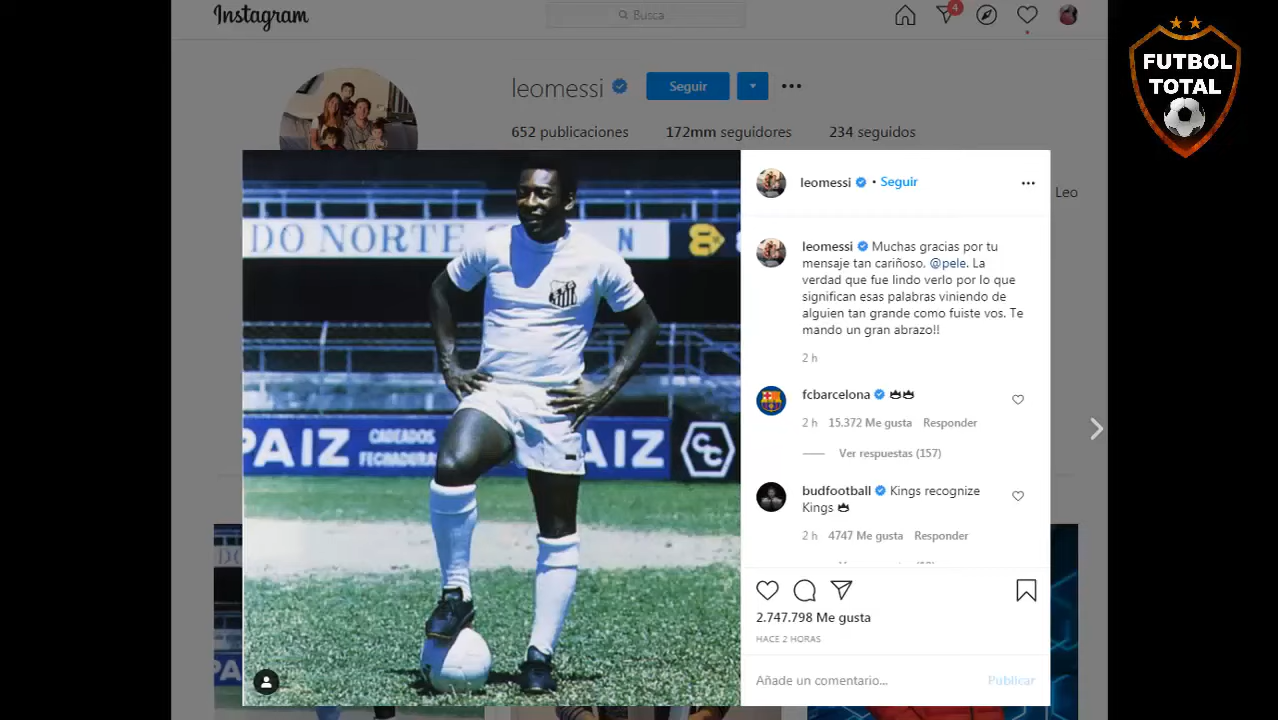 Instagram
Busca
4
FUTBOL
TOTAL
leomessi
Seguir
652 publicaciones 172mm seguidores 234 seguidos
Leo
DO NORTE
N
8
PAIZ
CADEADOS
FECHADURAS
AIZ
leomessi • Seguir
leomessi Muchas gracias por tu
mensaje tan cariñoso, @pele. La
verdad que fue lindo verlo por lo que
significan esas palabras viniendo de
alguien tan grande como fuiste vos. Te
mando un gran abrazo!!
2 h
fcbarcelona
2 h 15.372 Me gusta Responder
Ver respuestas (157)
budfootball Kings recognize
Kings
2 h 4747 Me gusta Responder
2.747.798 Me gusta
HACE 2 HORAS
Añade un comentario... Publicar